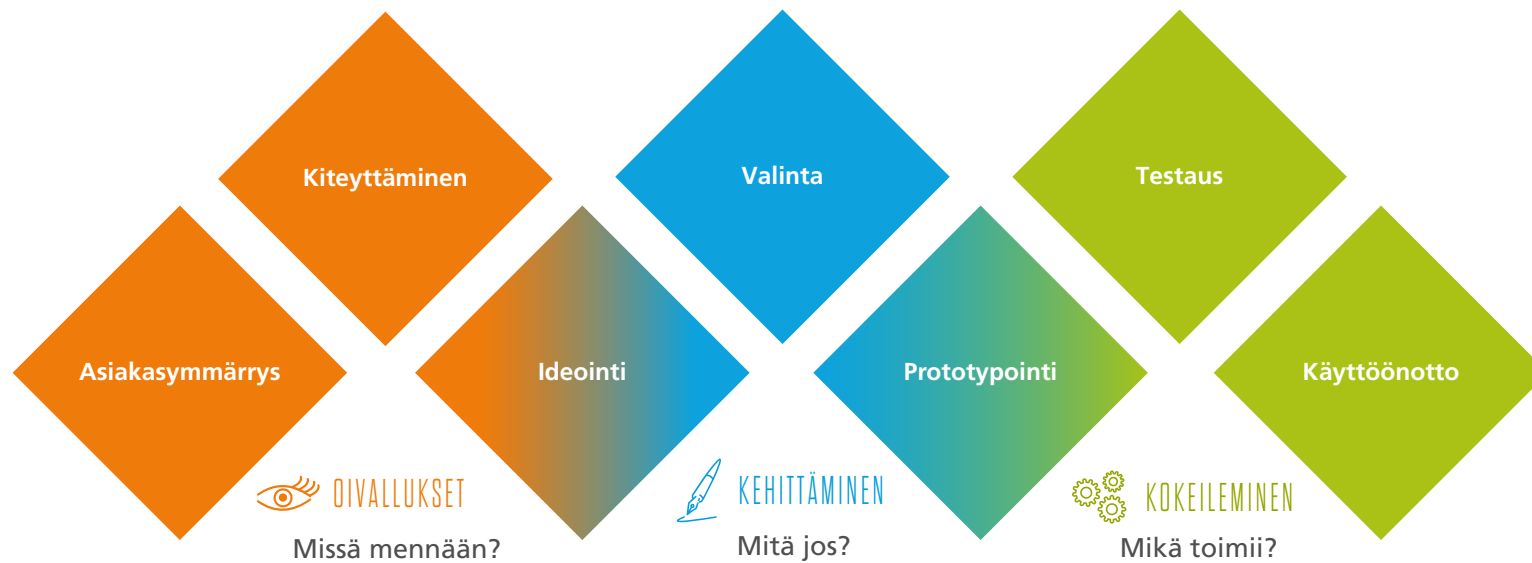 Kiteyttäminen
Valinta
Testaus
Asiakasymmärrys
Ideointi
Prototypointi
Käyttöönotto
OIVALLUKSET
Missä mennään?
KEHITTÄMINEN
Mitä jos?
KOKEILEMINEN
Mikä toimii?